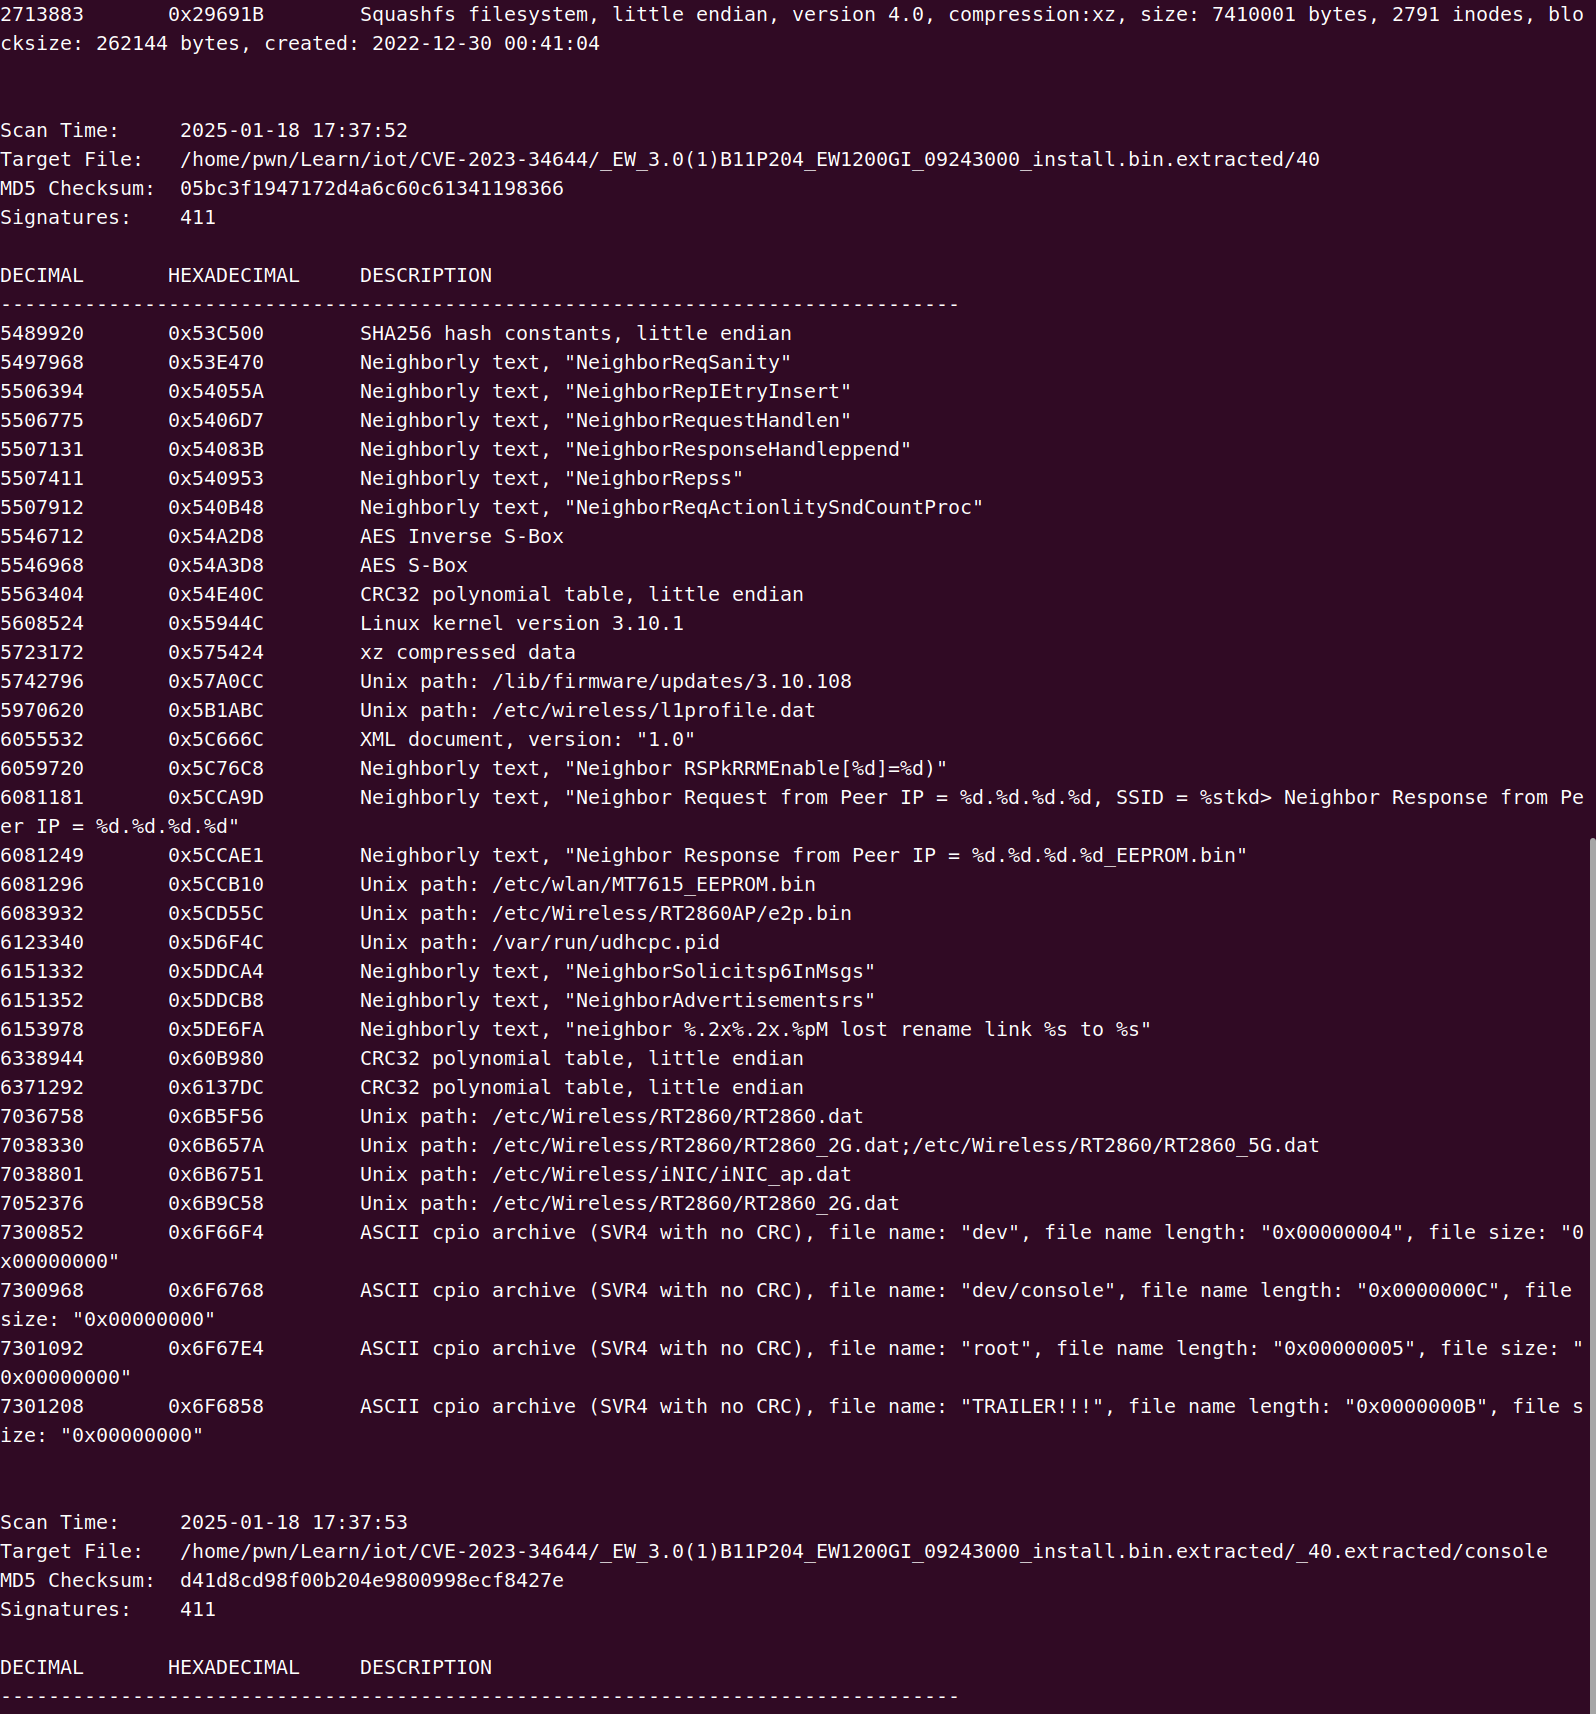 2713883       0x29691B        Squashfs filesystem, little endian, version 4.0, compression:xz, size: 7410001 bytes, 2791 inodes, blo
cksize: 262144 bytes, created: 2022-12-30 00:41:04
Scan Time:     2025-01-18 17:37:52
Target File:   /home/pwn/Learn/iot/CVE-2023-34644/_EW_3.0(1)B11P204_EW1200GI_09243000_install.bin.extracted/40
MD5 Checksum:  05bc3f1947172d4a6c60c61341198366
Signatures:    411
DECIMAL       HEXADECIMAL     DESCRIPTION
--------------------------------------------------------------------------------
5489920       0x53C500        SHA256 hash constants, little endian
5497968       0x53E470        Neighborly text, "NeighborReqSanity"
5506394       0x54055A        Neighborly text, "NeighborRepIEtryInsert"
5506775       0x5406D7        Neighborly text, "NeighborRequestHandlen"
5507131       0x54083B        Neighborly text, "NeighborResponseHandleppend"
5507411       0x540953        Neighborly text, "NeighborRepss"
5507912       0x540B48        Neighborly text, "NeighborReqActionlitySndCountProc"
5546712       0x54A2D8        AES Inverse S-Box
5546968       0x54A3D8        AES S-Box
5563404       0x54E40C        CRC32 polynomial table, little endian
5608524       0x55944C        Linux kernel version 3.10.1
5723172       0x575424        xz compressed data
5742796       0x57A0CC        Unix path: /lib/firmware/updates/3.10.108
5970620       0x5B1ABC        Unix path: /etc/wireless/l1profile.dat
6055532       0x5C666C        XML document, version: "1.0"
6059720       0x5C76C8        Neighborly text, "Neighbor RSPkRRMEnable[%d]=%d)"
6081181       0x5CCA9D        Neighborly text, "Neighbor Request from Peer IP = %d.%d.%d.%d, SSID = %stkd> Neighbor Response from Pe
er IP = %d.%d.%d.%d"
6081249       0x5CCAE1        Neighborly text, "Neighbor Response from Peer IP = %d.%d.%d.%d_EEPROM.bin"
6081296       0x5CCB10        Unix path: /etc/wlan/MT7615_EEPROM.bin
6083932       0x5CD55C        Unix path: /etc/Wireless/RT2860AP/e2p.bin
6123340       0x5D6F4C        Unix path: /var/run/udhcpc.pid
6151332       0x5DDCA4        Neighborly text, "NeighborSolicitsp6InMsgs"
6151352       0x5DDCB8        Neighborly text, "NeighborAdvertisementsrs"
6153978       0x5DE6FA        Neighborly text, "neighbor %.2x%.2x.%pM lost rename link %s to %s"
6338944       0x60B980        CRC32 polynomial table, little endian
6371292       0x6137DC        CRC32 polynomial table, little endian
7036758       0x6B5F56        Unix path: /etc/Wireless/RT2860/RT2860.dat
7038330       0x6B657A        Unix path: /etc/Wireless/RT2860/RT2860_2G.dat;/etc/Wireless/RT2860/RT2860_5G.dat
7038801       0x6B6751        Unix path: /etc/Wireless/iNIC/iNIC_ap.dat
7052376       0x6B9C58        Unix path: /etc/Wireless/RT2860/RT2860_2G.dat
7300852       0x6F66F4        ASCII cpio archive (SVR4 with no CRC), file name: "dev", file name length: "0x00000004", file size: "0
x00000000"
7300968       0x6F6768        ASCII cpio archive (SVR4 with no CRC), file name: "dev/console", file name length: "0x0000000C", file
size: "0x00000000"
7301092       0x6F67E4        ASCII cpio archive (SVR4 with no CRC), file name: "root", file name length: "0x00000005", file size: "
0x00000000"
7301208       0x6F6858        ASCII cpio archive (SVR4 with no CRC), file name: "TRAILER!!!", file name length: "0x0000000B", file s
ize: "0x00000000"
Scan Time:     2025-01-18 17:37:53
Target File:   /home/pwn/Learn/iot/CVE-2023-34644/_EW_3.0(1)B11P204_EW1200GI_09243000_install.bin.extracted/_40.extracted/console
MD5 Checksum:  d41d8cd98f00b204e9800998ecf8427e
Signatures:    411
DECIMAL       HEXADECIMAL     DESCRIPTION
--------------------------------------------------------------------------------